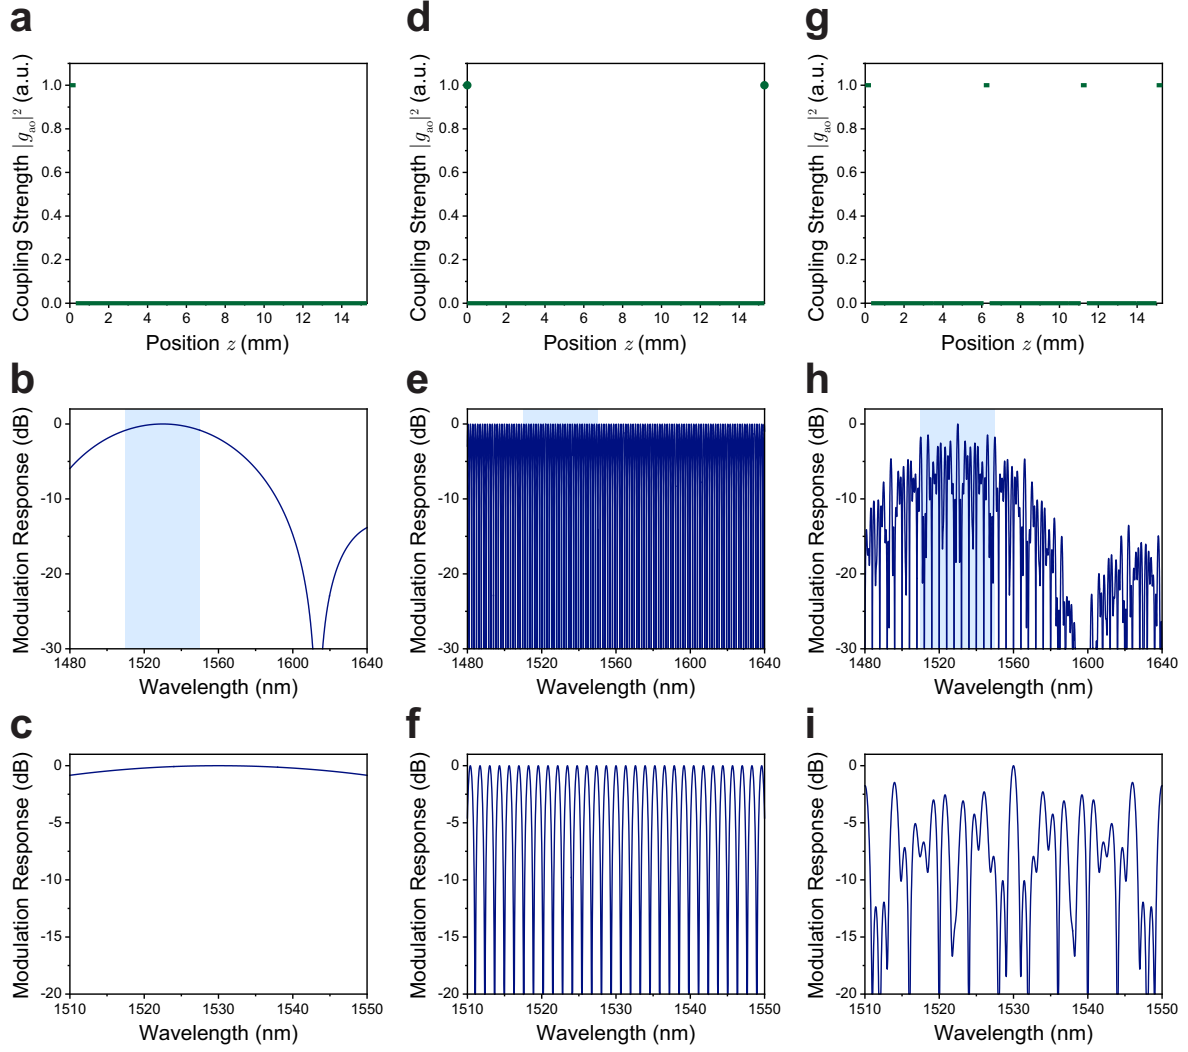 a
Coupling Strength |g_ao|² (a.u.)
1.0
0.8
0.6
0.4
0.2
0.0
0 2 4 6 8 10 12 14
Position z (mm)
d
Coupling Strength |g_ao|² (a.u.)
1.0
0.8
0.6
0.4
0.2
0.0
0 2 4 6 8 10 12 14
Position z (mm)
g
Coupling Strength |g_ao|² (a.u.)
1.0
0.8
0.6
0.4
0.2
0.0
0 2 4 6 8 10 12 14
Position z (mm)
b
Modulation Response (dB)
0
-10
-20
-30
1480 1520 1560 1600 1640
Wavelength (nm)
e
Modulation Response (dB)
0
-10
-20
-30
1480 1520 1560 1600 1640
Wavelength (nm)
h
Modulation Response (dB)
0
-10
-20
-30
1480 1520 1560 1600 1640
Wavelength (nm)
c
Modulation Response (dB)
0
-5
-10
-15
-20
1510 1520 1530 1540 1550
Wavelength (nm)
f
Modulation Response (dB)
0
-5
-10
-15
-20
1510 1520 1530 1540 1550
Wavelength (nm)
i
Modulation Response (dB)
0
-5
-10
-15
-20
1510 1520 1530 1540 1550
Wavelength (nm)